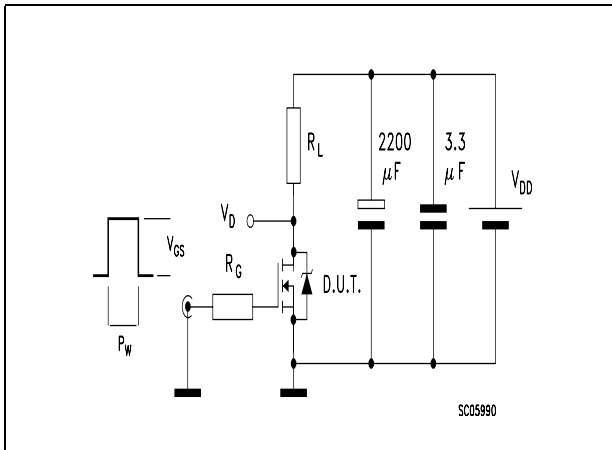 R_L
2200
μF
3.3
μF
V_DD
V_D
V_GS
R_G
D.U.T.
P_W
SC05990